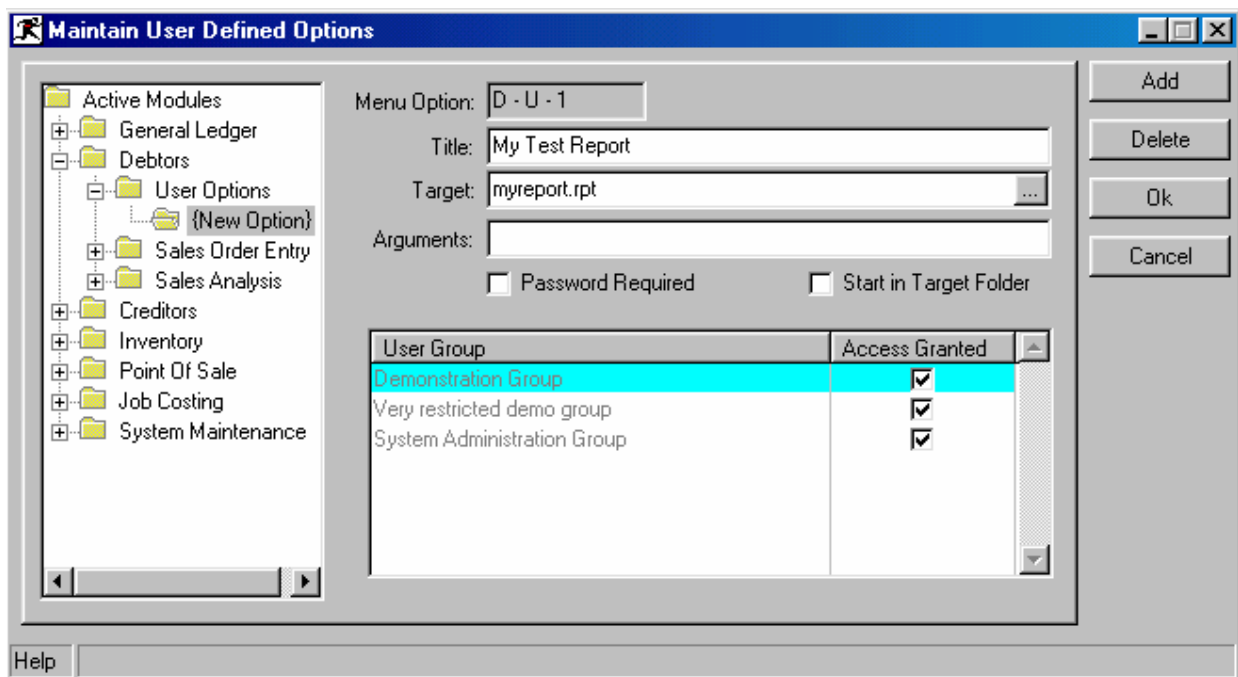 Maintain User Defined Options
Active Modules
General Ledger
Debtors
User Options
{New Option}
Sales Order Entry
Sales Analysis
Creditors
Inventory
Point Of Sale
Job Costing
System Maintenance
Menu Option: D - U - 1
Title: My Test Report
Target: myreport.rpt ...
Arguments:
Password Required Start in Target Folder
User Group Access Granted
Demonstration Group
Very restricted demo group
System Administration Group
Add
Delete
Ok
Cancel
Help